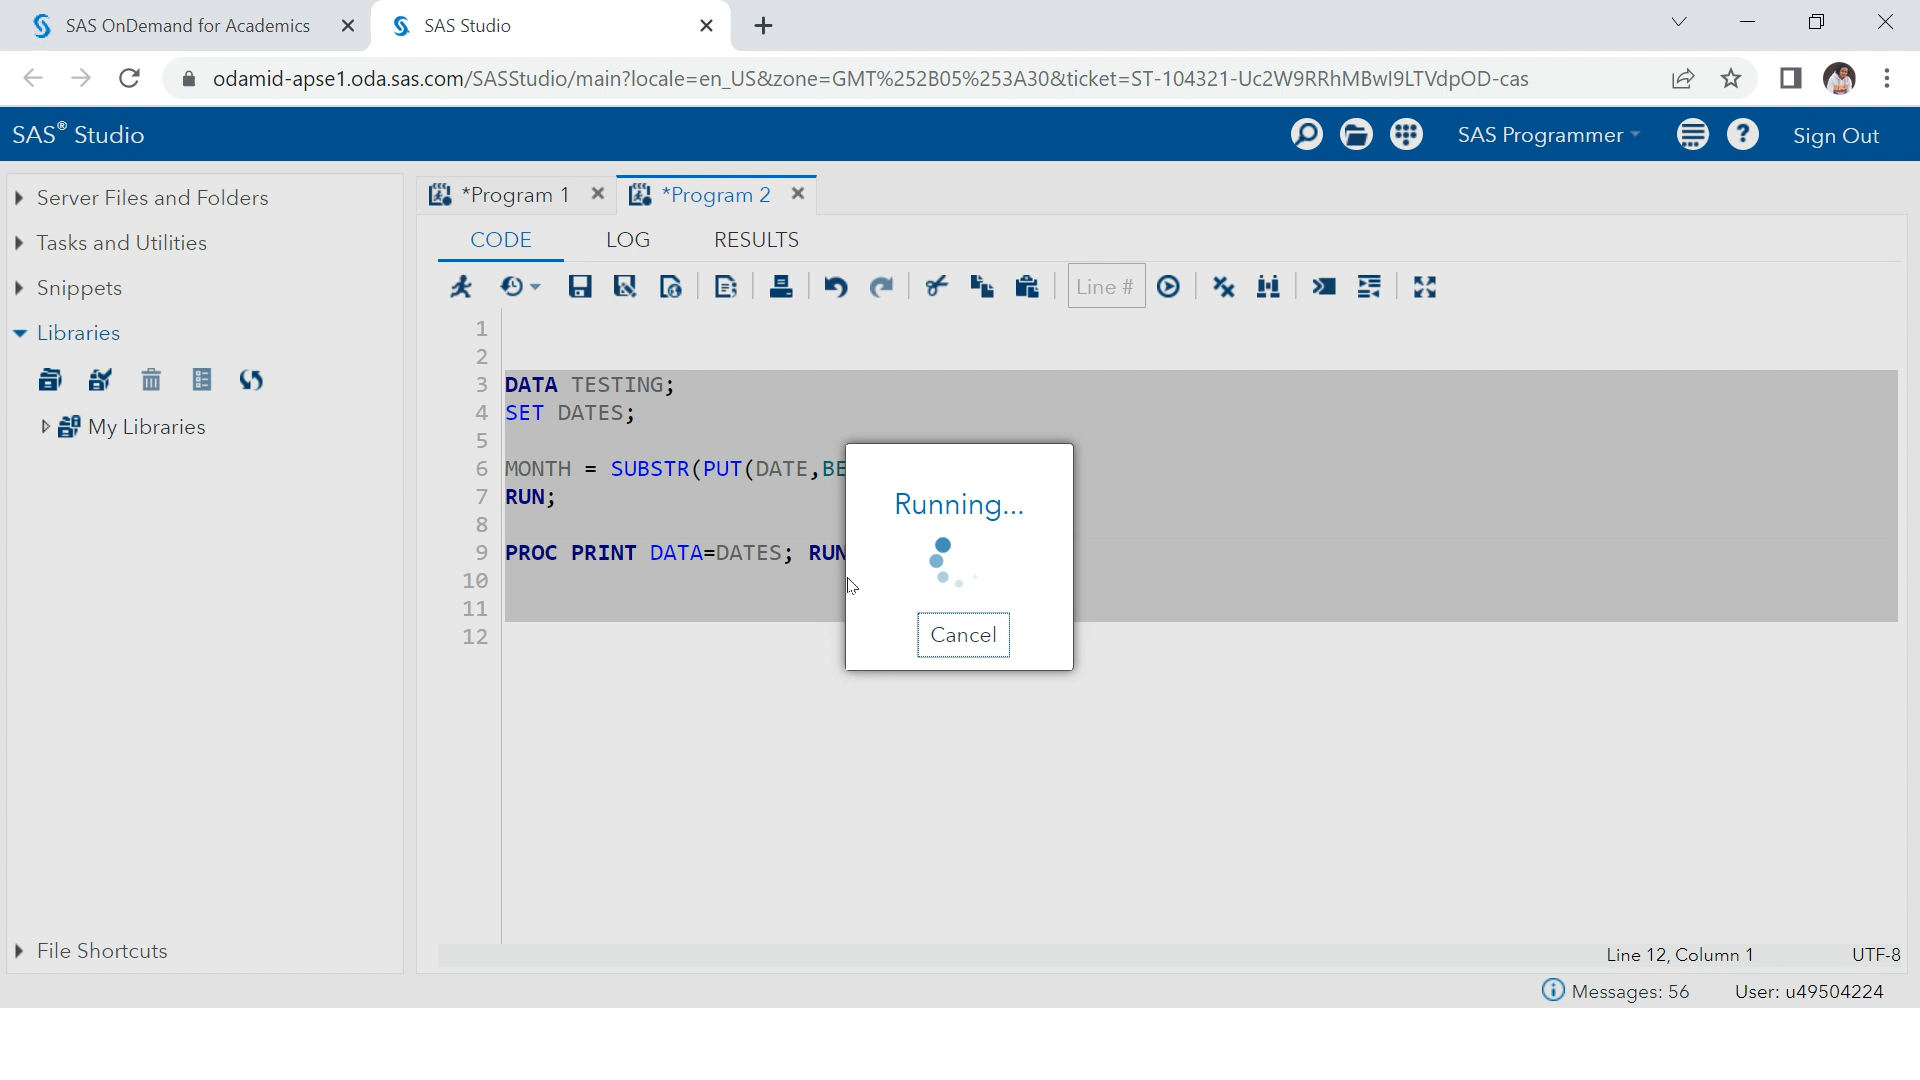 SAS OnDemand for Academics
SAS Studio
odamid-apse1.oda.sas.com/SASStudio/main?locale=en_US&zone=GMT%252B05%253A30&ticket=ST-104321-Uc2W9RRhMBwI9LTVdpOD-cas
SAS® Studio
SAS Programmer
Sign Out
Server Files and Folders
Tasks and Utilities
Snippets
Libraries
My Libraries
File Shortcuts
*Program 1
*Program 2
CODE LOG RESULTS
Line #
1
2
3 DATA TESTING;
4 SET DATES;
5
6 MONTH = SUBSTR(PUT(DATE,BE
7 RUN;
8
9 PROC PRINT DATA=DATES; RUN
10
11
12
Running...
Cancel
Line 12, Column 1
UTF-8
Messages: 56
User: u49504224